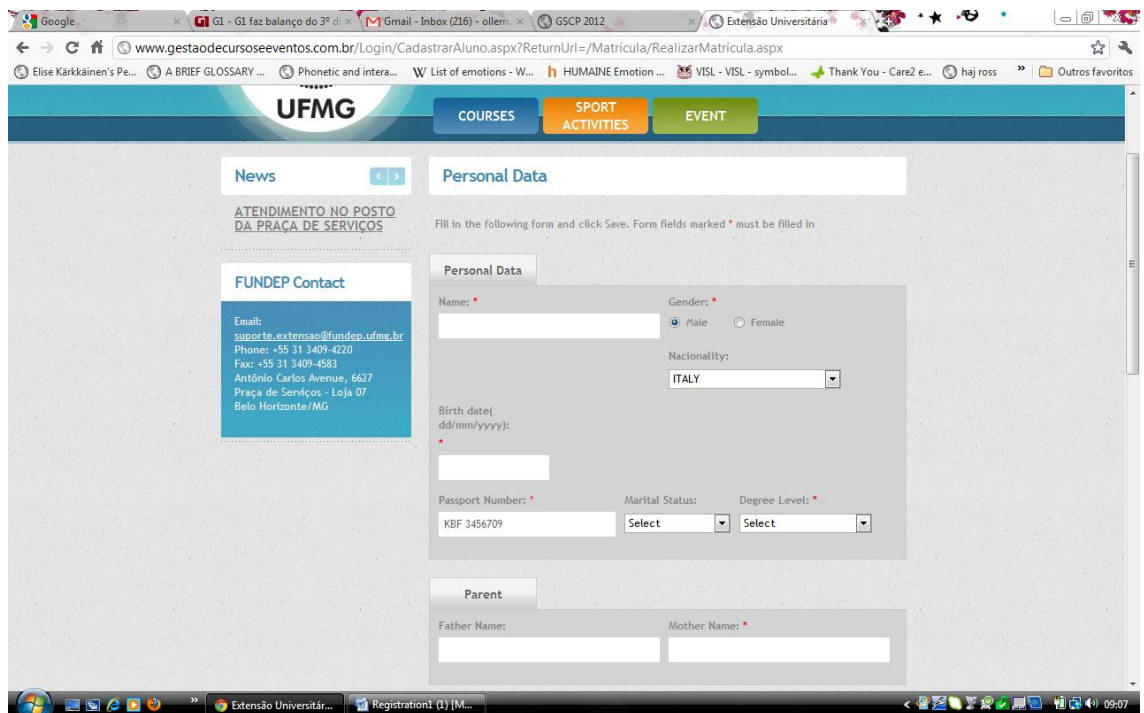 Google
G1 - G1 faz balanço do 3º d
Gmail - Inbox (216) - ollem.
GSCP 2012
Extensão Universitária
www.gestaodecursoseeventos.com.br/Login/CadastrarAluno.aspx?ReturnUrl=/Matricula/RealizarMatricula.aspx
Elise Kärkkäinen's Pe... A BRIEF GLOSSARY ... Phonetic and intera... W List of emotions - W... h HUMAINE Emotion ... VISL - VISL - symbol... Thank You - Care2 e... haj ross » Outros favoritos
UFMG
COURSES
SPORT
ACTIVITIES
EVENT
News
< >
ATENDIMENTO NO POSTO
DA PRAÇA DE SERVIÇOS
FUNDEP Contact
Email:
suporte.extensao@fundep.ufmg.br
Phone: +55 31 3409-4220
Fax: +55 31 3409-4583
Antônio Carlos Avenue, 6627
Praça de Serviços - Loja 07
Belo Horizonte/MG
Personal Data
Fill in the following form and click Save. Form fields marked * must be filled in
Personal Data
Name: * Gender: *
Male Female
Nacionality:
ITALY
Birth date(
dd/mm/yyyy):
*
Passport Number: * Marital Status: Degree Level: *
KBF 3456709 Select Select
Parent
Father Name: Mother Name: *
» Extensão Universitár... Registration1 (1) [M... < 09:07